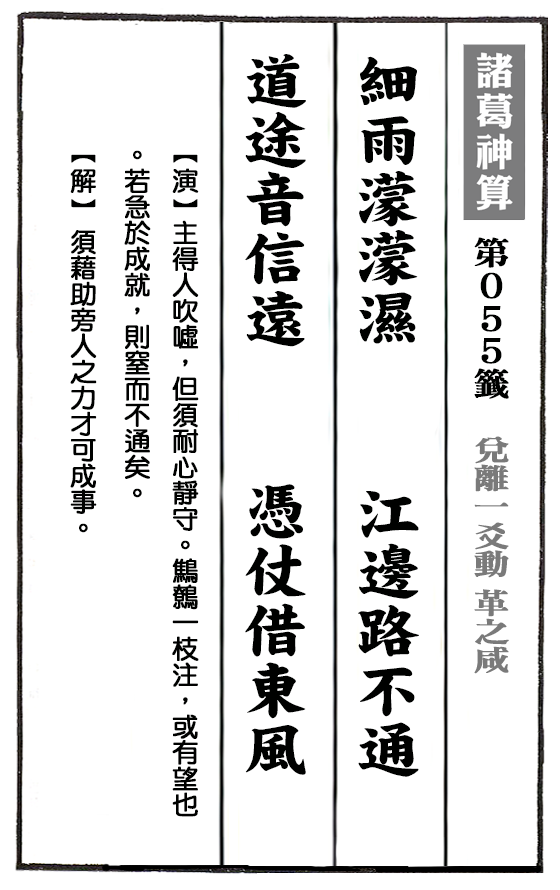 諸葛神算 第055籤 兌離一爻動 革之咸
細雨濛濛濕 江邊路不通
道途音信遠 憑仗借東風
【演】主得人吹噓，但須耐心靜守。鷦鷯一枝注，或有望也
。若急於成就，則窒而不通矣。
【解】 須藉助旁人之力才可成事。